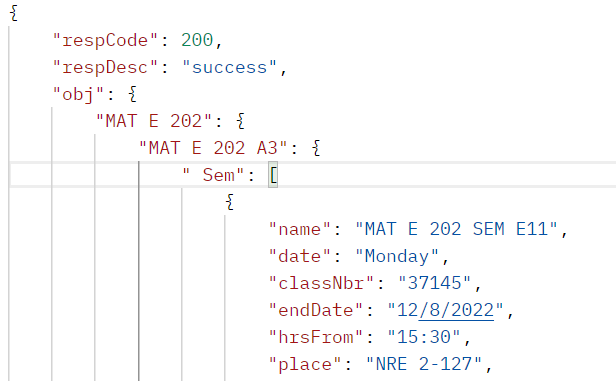 {
"respCode": 200,
"respDesc": "success",
"obj": {
"MAT E 202": {
"MAT E 202 A3": {
" Sem": [
{
"name": "MAT E 202 SEM E11",
"date": "Monday",
"classNbr": "37145",
"endDate": "12/8/2022",
"hrsFrom": "15:30",
"place": "NRE 2-127",